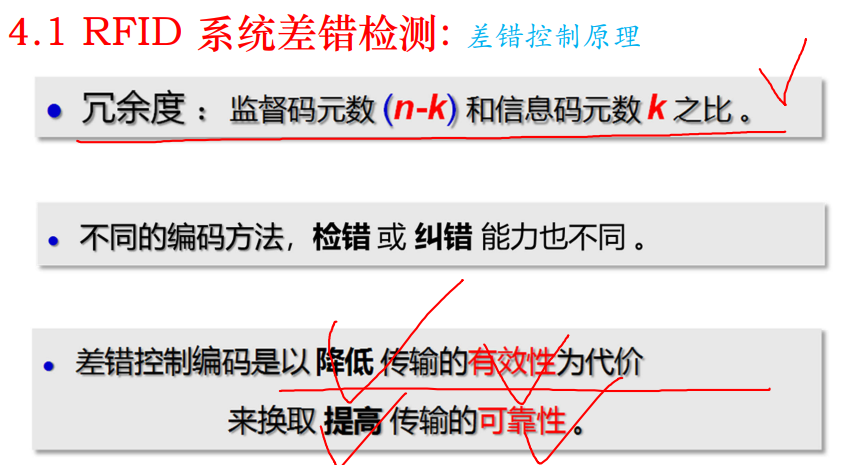 4.1 RFID 系统差错检测: 差错控制原理
• 冗余度 ：监督码元数 (n-k) 和信息码元数 k 之比 。
• 不同的编码方法，检错 或 纠错 能力也不同 。
• 差错控制编码是以 降低 传输的有效性为代价
来换取 提高 传输的可靠性 。